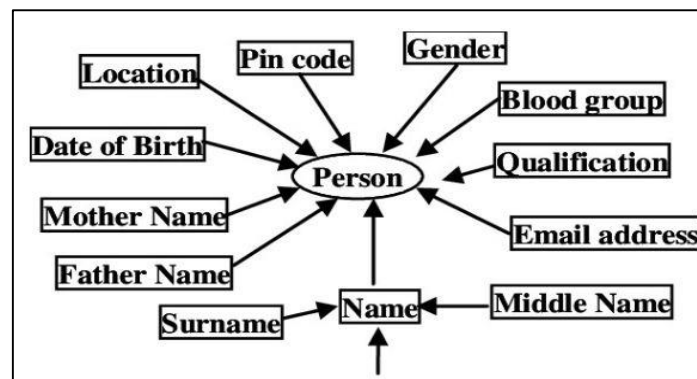 Gender
Pin code
Location
Blood group
Date of Birth
Person
Qualification
Mother Name
Email address
Father Name
Name
Middle Name
Surname